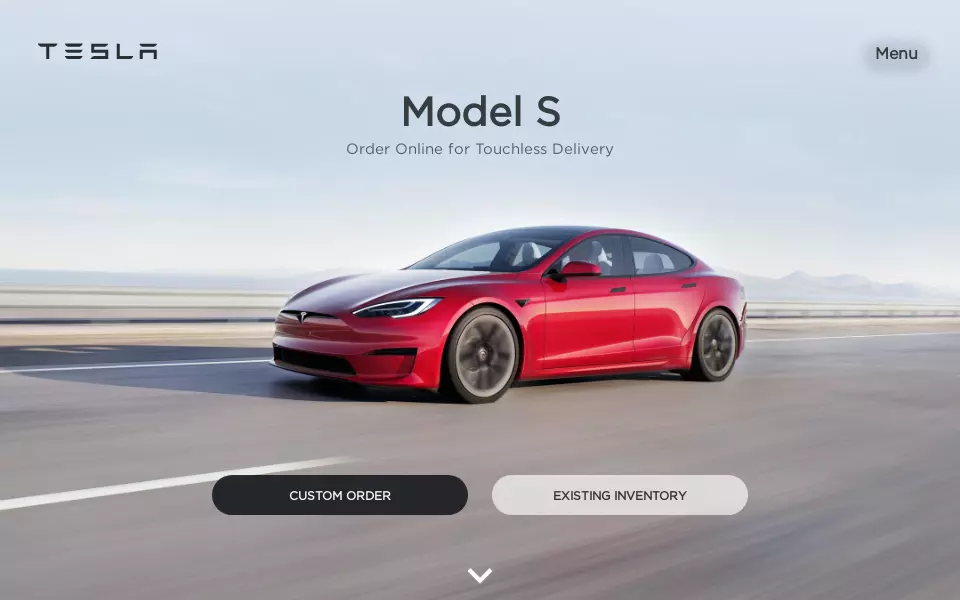 TESLA
Menu
Model S
Order Online for Touchless Delivery
CUSTOM ORDER
EXISTING INVENTORY